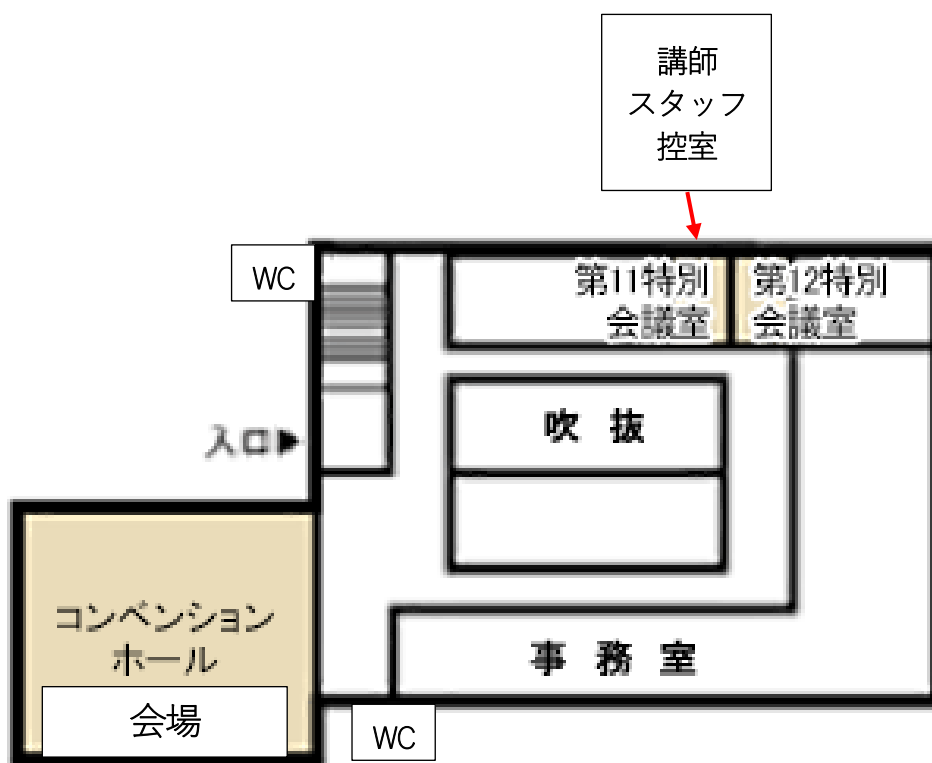 講師
スタッフ
控室
WC
第11特別
会議室
第12特別
会議室
吹抜
入口▶
コンベンション
ホール
会場
事務室
WC